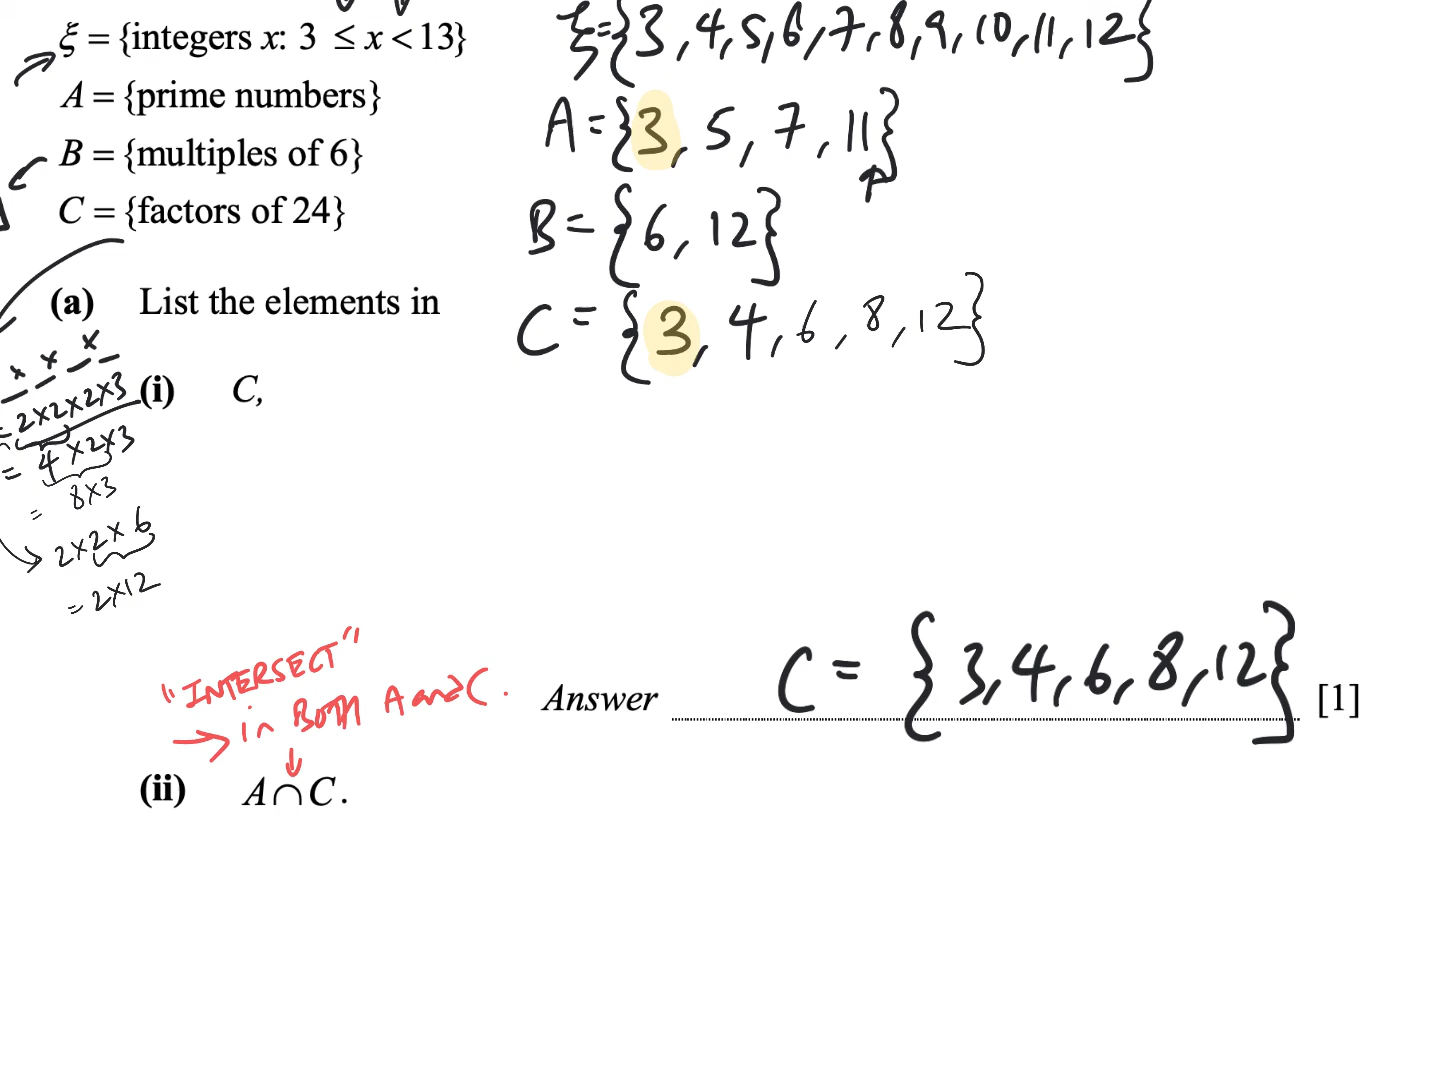 ξ = {integers x: 3 ≤ x < 13}
ξ={3,4,5,6,7,8,9,10,11,12}
A = {prime numbers}
A={3,5,7,11}
B = {multiples of 6}
B={6,12}
C = {factors of 24}
C={3,4,6,8,12}
(a) List the elements in
(i) C,
=2×2×2×3
= 4×2×3
= 8×3
2×2×6
=2×12
"INTERSECT"
→ in BOTH A and C.
Answer C={3,4,6,8,12} [1]
(ii) A∩C.